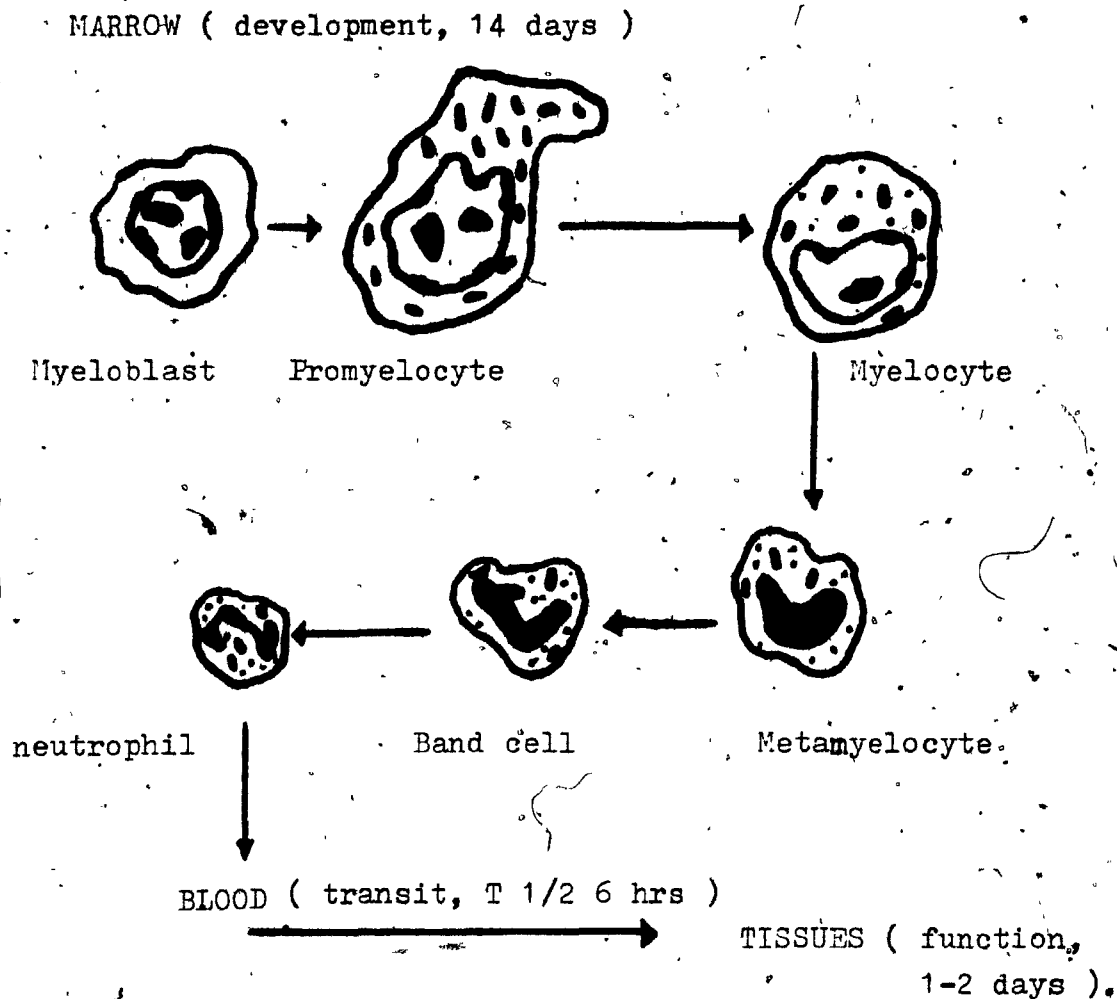 MARROW ( development, 14 days )
Myeloblast Promyelocyte Myelocyte
neutrophil Band cell Metamyelocyte
BLOOD ( transit, T 1/2 6 hrs )
TISSUES ( function,
1-2 days ).